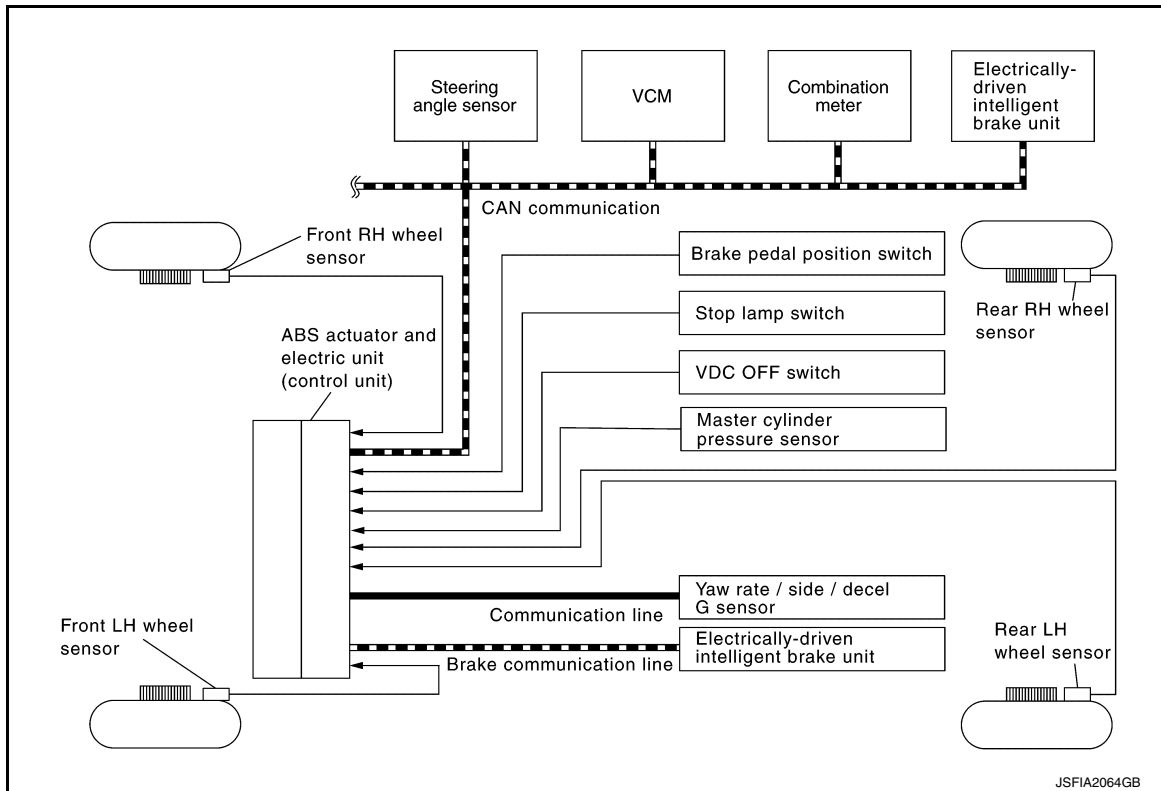 Steering
angle sensor
VCM
Combination
meter
Electrically-
driven
intelligent
brake unit
CAN communication
Front RH wheel
sensor
Brake pedal position switch
Rear RH wheel
sensor
Stop lamp switch
ABS actuator and
electric unit
(control unit)
VDC OFF switch
Master cylinder
pressure sensor
Yaw rate / side / decel
G sensor
Communication line
Front LH wheel
sensor
Electrically-driven
intelligent brake unit
Brake communication line
Rear LH
wheel sensor
JSFIA2064GB